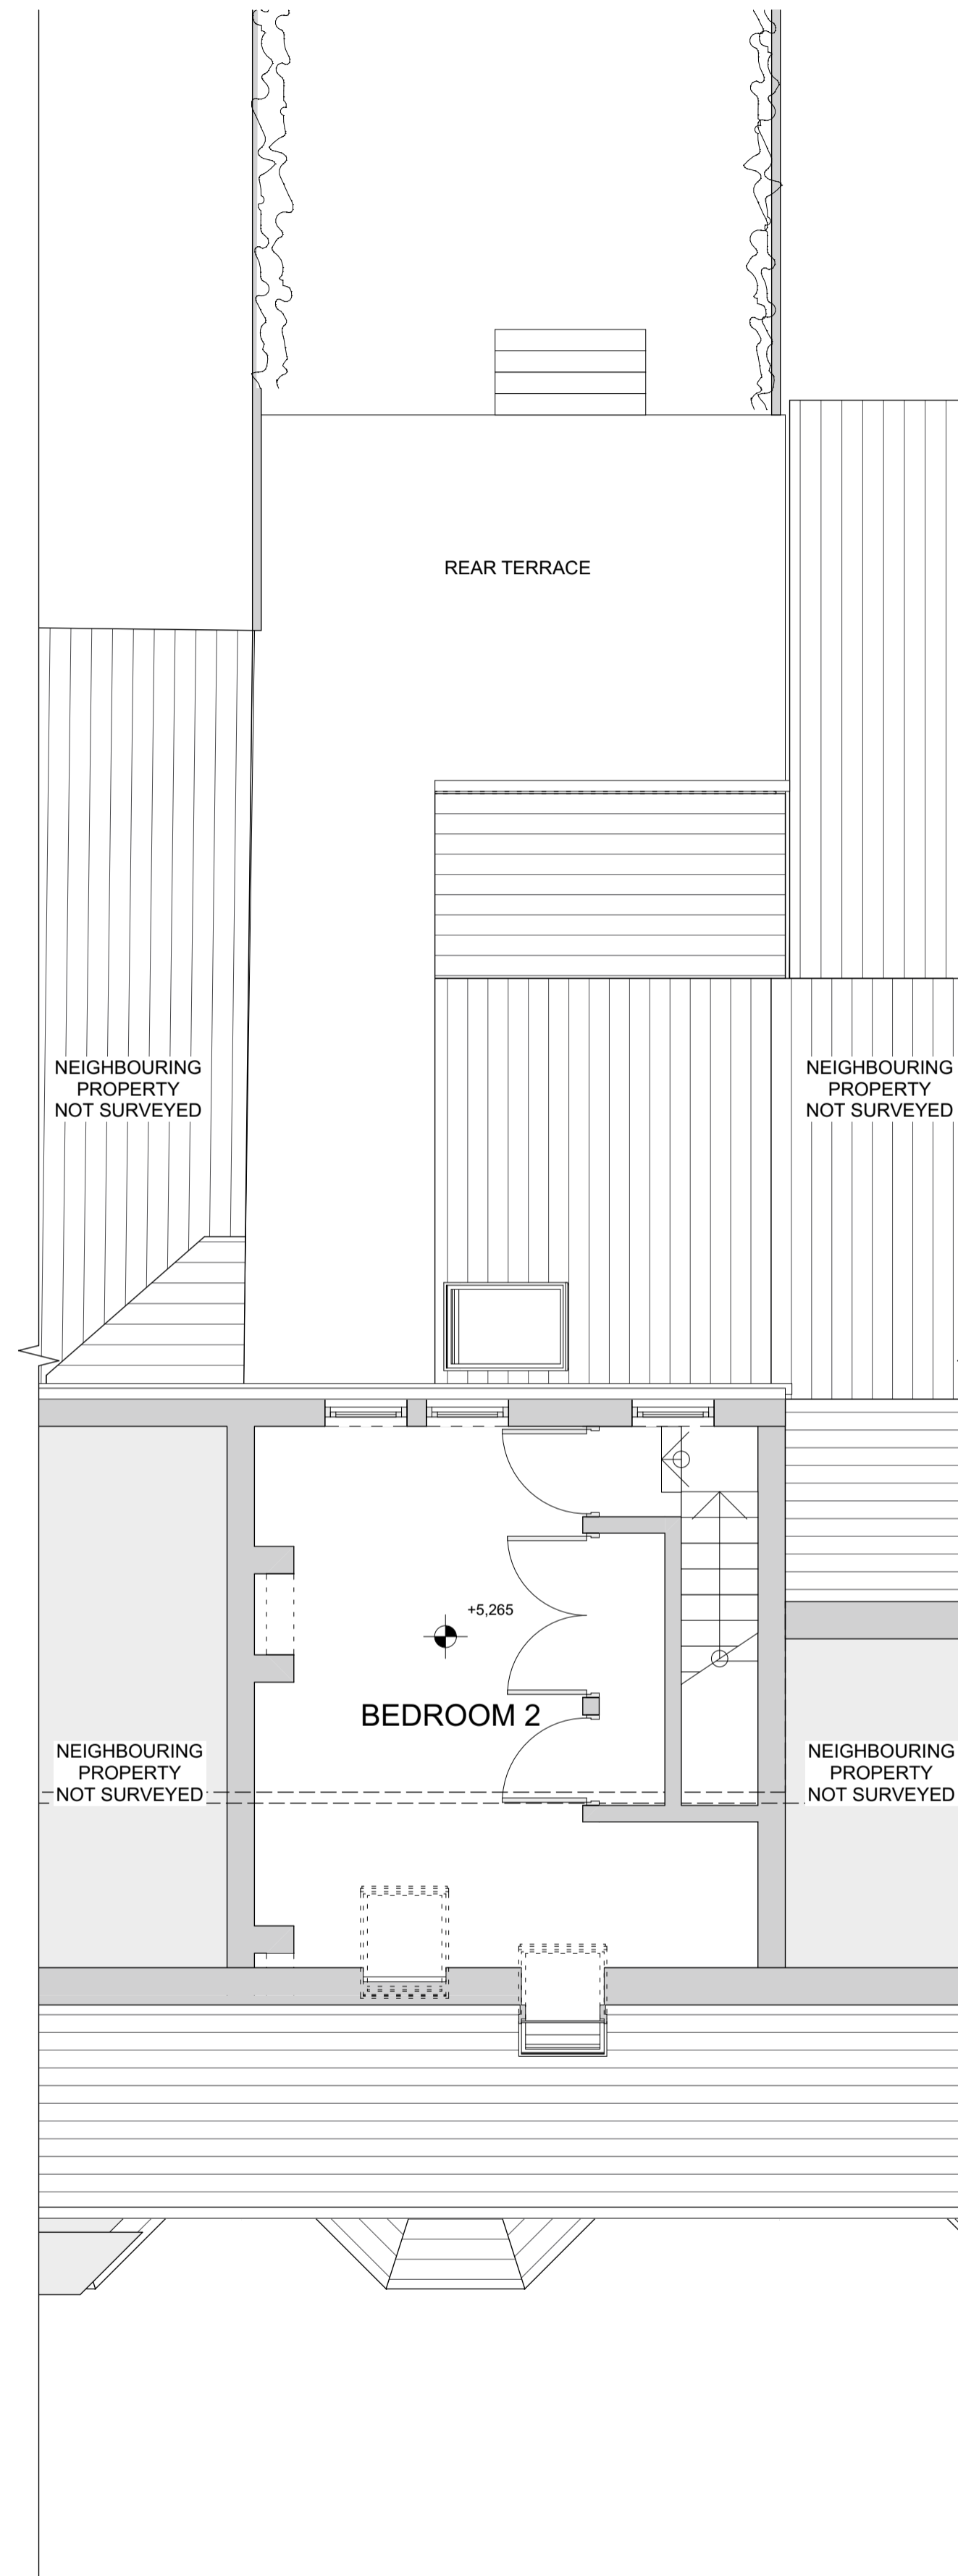 REAR TERRACE
NEIGHBOURING
PROPERTY
NOT SURVEYED
NEIGHBOURING
PROPERTY
NOT SURVEYED
+5,265
BEDROOM 2
NEIGHBOURING
PROPERTY
NOT SURVEYED
NEIGHBOURING
PROPERTY
NOT SURVEYED